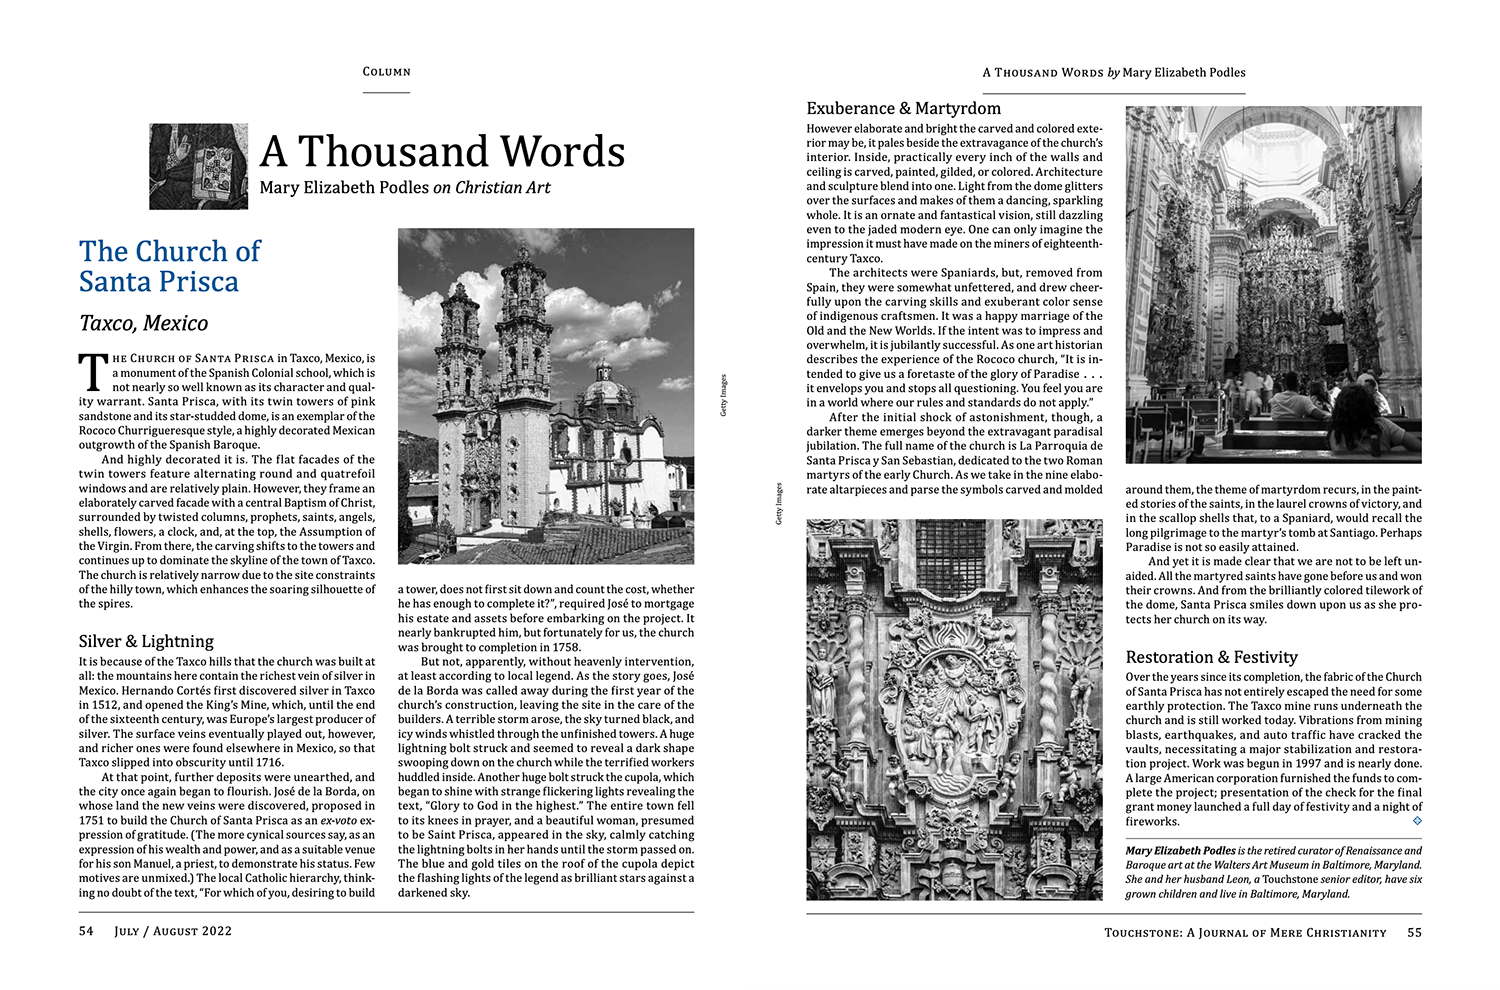 Column
A Thousand Words
Mary Elizabeth Podles on Christian Art
The Church of
Santa Prisca
Taxco, Mexico
The Church of Santa Prisca in Taxco, Mexico, is
a monument of the Spanish Colonial school, which is
not nearly so well known as its character and qual-
ity warrant. Santa Prisca, with its twin towers of pink
sandstone and its star-studded dome, is an exemplar of the
Rococo Churrigueresque style, a highly decorated Mexican
outgrowth of the Spanish Baroque.
And highly decorated it is. The flat facades of the
twin towers feature alternating round and quatrefoil
windows and are relatively plain. However, they frame an
elaborately carved facade with a central Baptism of Christ,
surrounded by twisted columns, prophets, saints, angels,
shells, flowers, a clock, and, at the top, the Assumption of
the Virgin. From there, the carving shifts to the towers and
continues up to dominate the skyline of the town of Taxco.
The church is relatively narrow due to the site constraints
of the hilly town, which enhances the soaring silhouette of
the spires.
Silver & Lightning
It is because of the Taxco hills that the church was built at
all: the mountains here contain the richest vein of silver in
Mexico. Hernando Cortés first discovered silver in Taxco
in 1512, and opened the King's Mine, which, until the end
of the sixteenth century, was Europe's largest producer of
silver. The surface veins eventually played out, however,
and richer ones were found elsewhere in Mexico, so that
Taxco slipped into obscurity until 1716.
At that point, further deposits were unearthed, and
the city once again began to flourish. José de la Borda, on
whose land the new veins were discovered, proposed in
1751 to build the Church of Santa Prisca as an ex-voto ex-
pression of gratitude. (The more cynical sources say, as an
expression of his wealth and power, and as a suitable venue
for his son Manuel, a priest, to demonstrate his status. Few
motives are unmixed.) The local Catholic hierarchy, think-
ing no doubt of the text, "For which of you, desiring to build
Getty Images
a tower, does not first sit down and count the cost, whether
he has enough to complete it?", required José to mortgage
his estate and assets before embarking on the project. It
nearly bankrupted him, but fortunately for us, the church
was brought to completion in 1758.
But not, apparently, without heavenly intervention,
at least according to local legend. As the story goes, José
de la Borda was called away during the first year of the
church's construction, leaving the site in the care of the
builders. A terrible storm arose, the sky turned black, and
icy winds whistled through the unfinished towers. A huge
lightning bolt struck and seemed to reveal a dark shape
swooping down on the church while the terrified workers
huddled inside. Another huge bolt struck the cupola, which
began to shine with strange flickering lights revealing the
text, "Glory to God in the highest." The entire town fell
to its knees in prayer, and a beautiful woman, presumed
to be Saint Prisca, appeared in the sky, calmly catching
the lightning bolts in her hands until the storm passed on.
The blue and gold tiles on the roof of the cupola depict
the flashing lights of the legend as brilliant stars against a
darkened sky.
54 July / August 2022
A Thousand Words by Mary Elizabeth Podles
Exuberance & Martyrdom
However elaborate and bright the carved and colored exte-
rior may be, it pales beside the extravagance of the church's
interior. Inside, practically every inch of the walls and
ceiling is carved, painted, gilded, or colored. Architecture
and sculpture blend into one. Light from the dome glitters
over the surfaces and makes of them a dancing, sparkling
whole. It is an ornate and fantastical vision, still dazzling
even to the jaded modern eye. One can only imagine the
impression it must have made on the miners of eighteenth-
century Taxco.
The architects were Spaniards, but, removed from
Spain, they were somewhat unfettered, and drew cheer-
fully upon the carving skills and exuberant color sense
of indigenous craftsmen. It was a happy marriage of the
Old and the New Worlds. If the intent was to impress and
overwhelm, it is jubilantly successful. As one art historian
describes the experience of the Rococo church, "It is in-
tended to give us a foretaste of the glory of Paradise . . .
it envelops you and stops all questioning. You feel you are
in a world where our rules and standards do not apply."
After the initial shock of astonishment, though, a
darker theme emerges beyond the extravagant paradisal
jubilation. The full name of the church is La Parroquia de
Santa Prisca y San Sebastian, dedicated to the two Roman
martyrs of the early Church. As we take in the nine elabo-
rate altarpieces and parse the symbols carved and molded
Getty Images
around them, the theme of martyrdom recurs, in the paint-
ed stories of the saints, in the laurel crowns of victory, and
in the scallop shells that, to a Spaniard, would recall the
long pilgrimage to the martyr's tomb at Santiago. Perhaps
Paradise is not so easily attained.
And yet it is made clear that we are not to be left un-
aided. All the martyred saints have gone before us and won
their crowns. And from the brilliantly colored tilework of
the dome, Santa Prisca smiles down upon us as she pro-
tects her church on its way.
Restoration & Festivity
Over the years since its completion, the fabric of the Church
of Santa Prisca has not entirely escaped the need for some
earthly protection. The Taxco mine runs underneath the
church and is still worked today. Vibrations from mining
blasts, earthquakes, and auto traffic have cracked the
vaults, necessitating a major stabilization and restora-
tion project. Work was begun in 1997 and is nearly done.
A large American corporation furnished the funds to com-
plete the project; presentation of the check for the final
grant money launched a full day of festivity and a night of
fireworks.
Mary Elizabeth Podles is the retired curator of Renaissance and
Baroque art at the Walters Art Museum in Baltimore, Maryland.
She and her husband Leon, a Touchstone senior editor, have six
grown children and live in Baltimore, Maryland.
Touchstone: A Journal of Mere Christianity 55